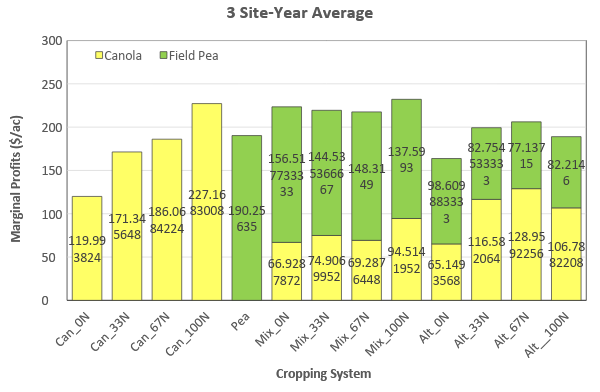 3 Site-Year Average
Marginal Profits ($/ac)
300
250
200
150
100
50
0
Canola
Field Pea
119.99
3824
171.34
5648
186.06
84224
227.16
83008
190.25
635
156.51
77333
33
66.928
7872
144.53
53666
67
74.906
9952
148.31
49
69.287
6448
137.59
93
94.514
1952
98.609
88333
3
65.149
3568
82.754
53333
3
116.58
2064
77.137
15
128.95
92256
82.214
6
106.78
82208
Can_0N
Can_33N
Can_67N
Can_100N
Pea
Mix_0N
Mix_33N
Mix_67N
Mix_100N
Alt_0N
Alt_33N
Alt_67N
Alt__100N
Cropping System